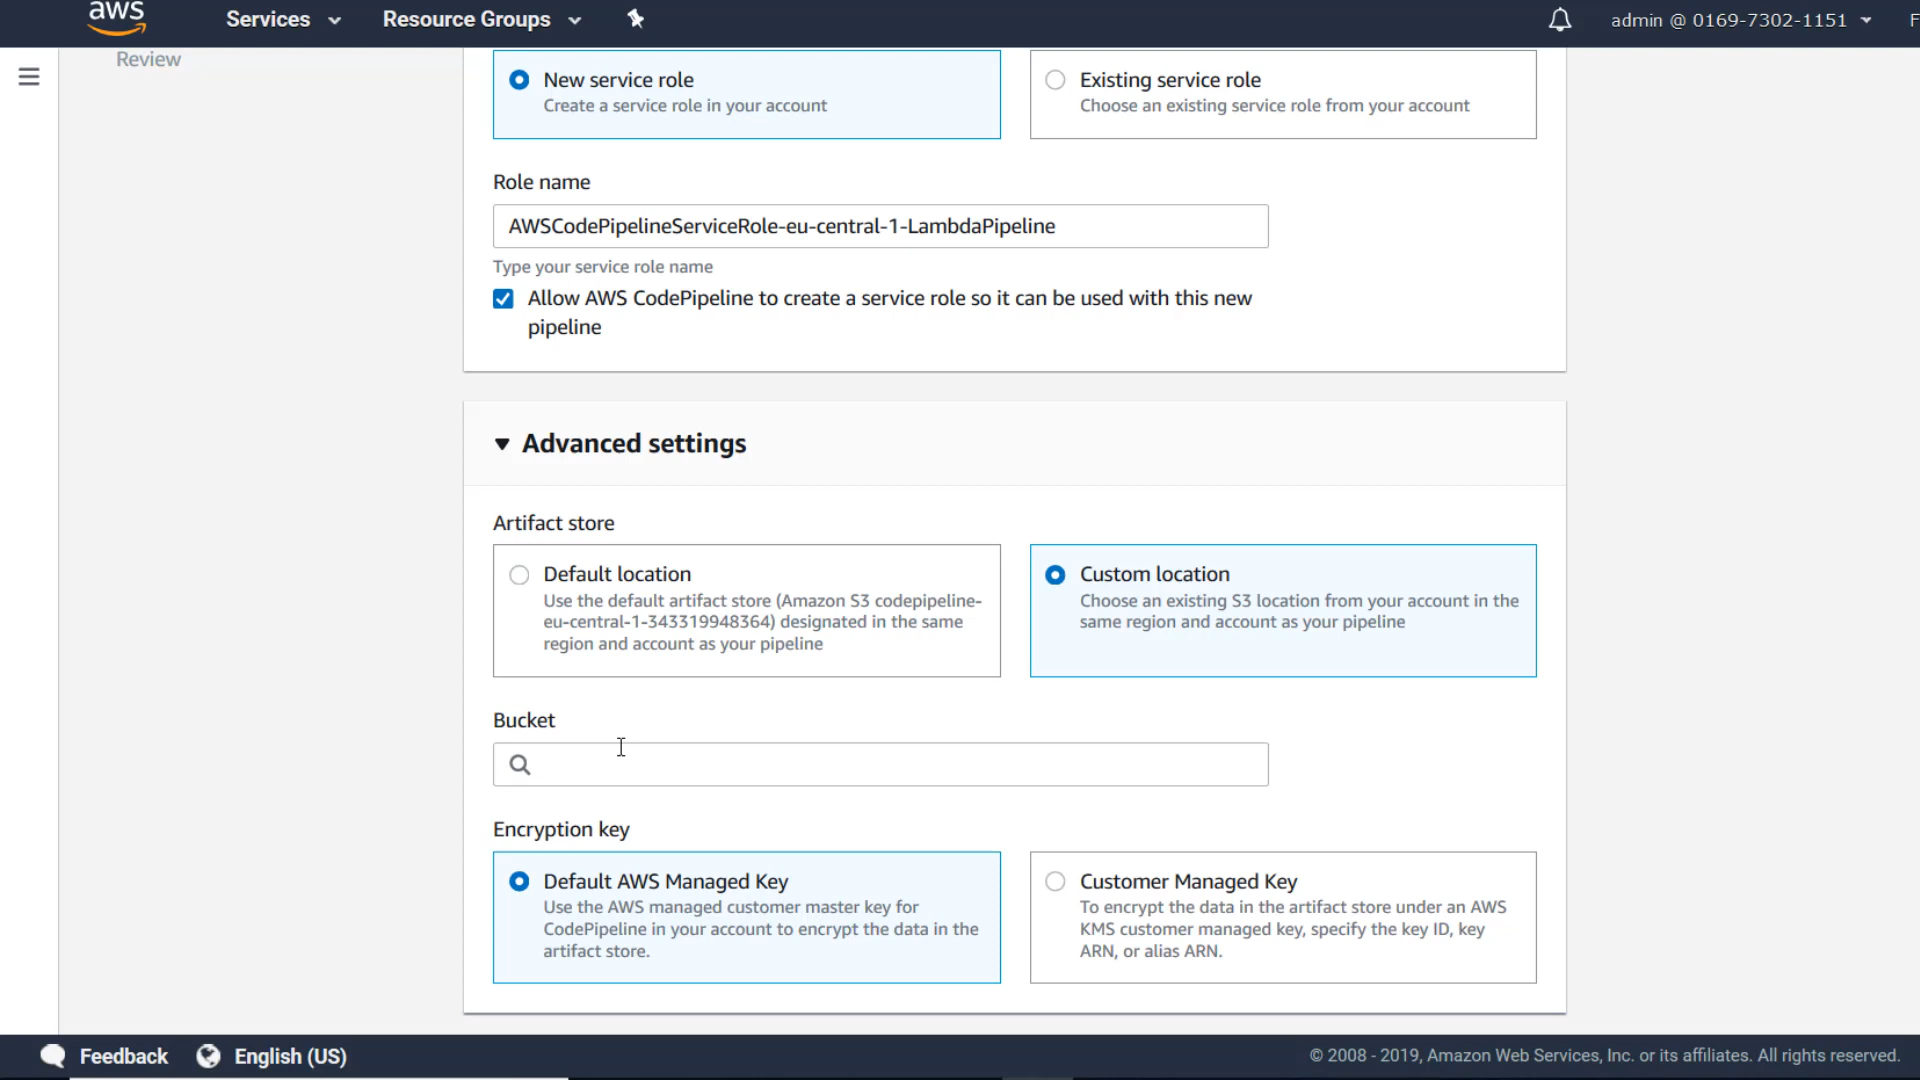 aws
Services
Resource Groups
admin @ 0169-7302-1151
F
Review
New service role
Create a service role in your account
Existing service role
Choose an existing service role from your account
Role name
AWSCodePipelineServiceRole-eu-central-1-LambdaPipeline
Type your service role name
Allow AWS CodePipeline to create a service role so it can be used with this new
pipeline
Advanced settings
Artifact store
Default location
Use the default artifact store (Amazon S3 codepipeline-
eu-central-1-343319948364) designated in the same
region and account as your pipeline
Custom location
Choose an existing S3 location from your account in the
same region and account as your pipeline
Bucket
Encryption key
Default AWS Managed Key
Use the AWS managed customer master key for
CodePipeline in your account to encrypt the data in the
artifact store.
Customer Managed Key
To encrypt the data in the artifact store under an AWS
KMS customer managed key, specify the key ID, key
ARN, or alias ARN.
Feedback
English (US)
© 2008 - 2019, Amazon Web Services, Inc. or its affiliates. All rights reserved.